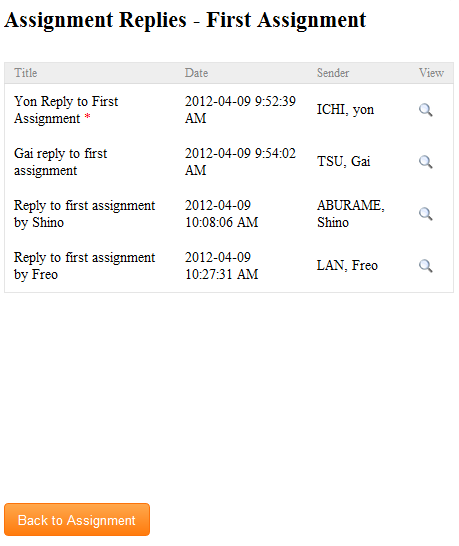 Assignment Replies - First Assignment
Title Date Sender View
Yon Reply to First 2012-04-09 9:52:39 ICHI, yon
Assignment * AM
Gai reply to first 2012-04-09 9:54:02 TSU, Gai
assignment AM
Reply to first assignment 2012-04-09 ABURAME,
by Shino 10:08:06 AM Shino
Reply to first assignment 2012-04-09 LAN, Freo
by Freo 10:27:31 AM
Back to Assignment